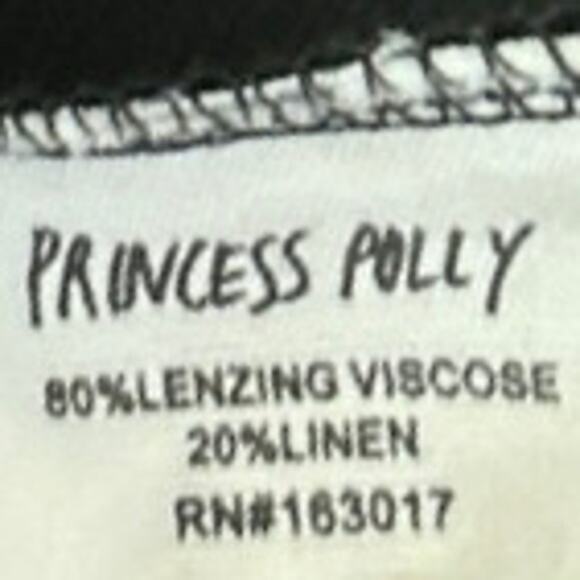 PRINCESS POLLY
80%LENZING VISCOSE
20%LINEN
RN#163017